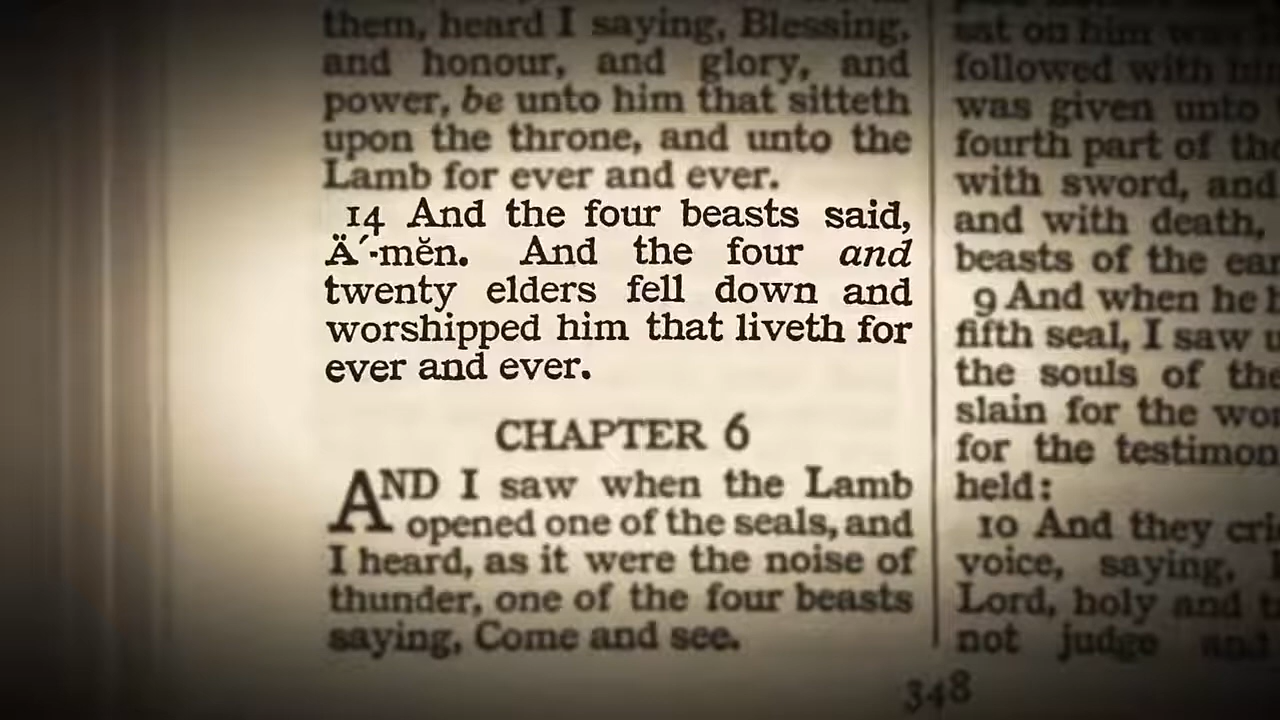 them, heard I saying, Blessing,
and honour, and glory, and
power, be unto him that sitteth
upon the throne, and unto the
Lamb for ever and ever.
14 And the four beasts said,
Ä´-mĕn. And the four and
twenty elders fell down and
worshipped him that liveth for
ever and ever.
CHAPTER 6
AND I saw when the Lamb
opened one of the seals, and
I heard, as it were the noise of
thunder, one of the four beasts
saying, Come and see.
on him was
followed with
was given unto
fourth part of
with sword, and
and with death,
beasts of the
9 And when he
fifth seal, I saw
the souls of
slain for the
for the
held:
10 And they
voice, saying,
Lord, holy and
not judge and
348